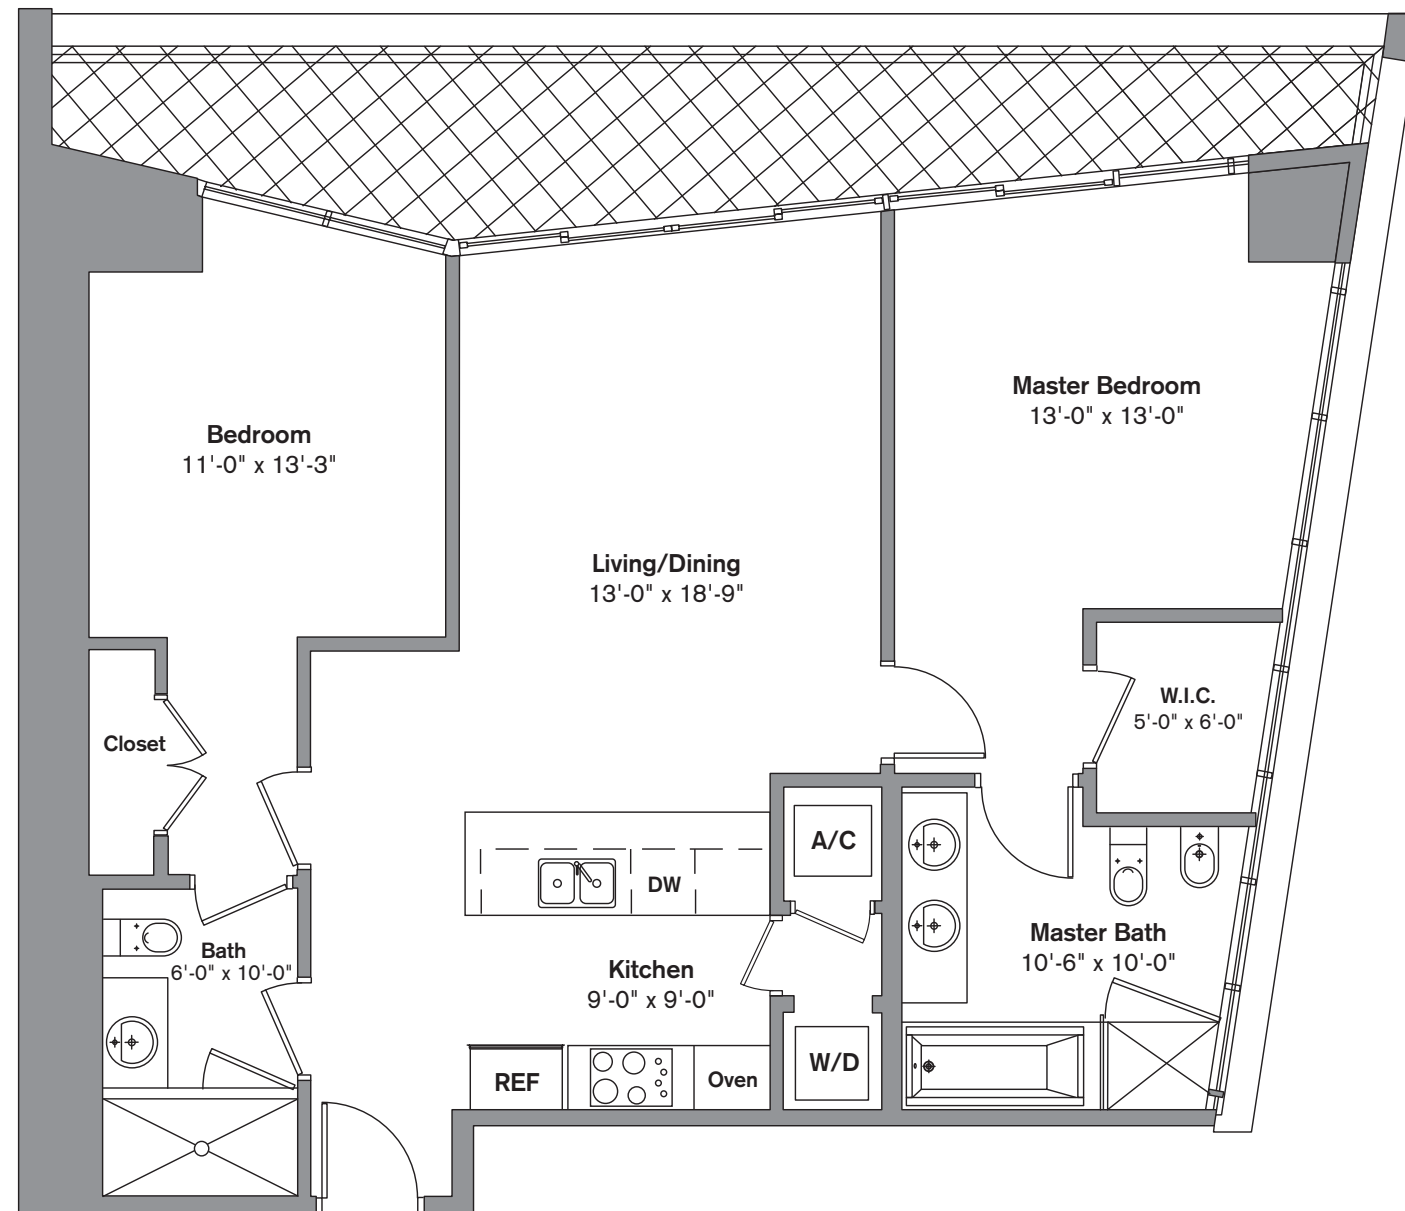 Master Bedroom
13'-0" x 13'-0"
Bedroom
11'-0" x 13'-3"
Living/Dining
13'-0" x 18'-9"
W.I.C.
5'-0" x 6'-0"
Closet
A/C
DW
Master Bath
10'-6" x 10'-0"
Bath
6'-0" x 10'-0"
Kitchen
9'-0" x 9'-0"
W/D
REF
Oven